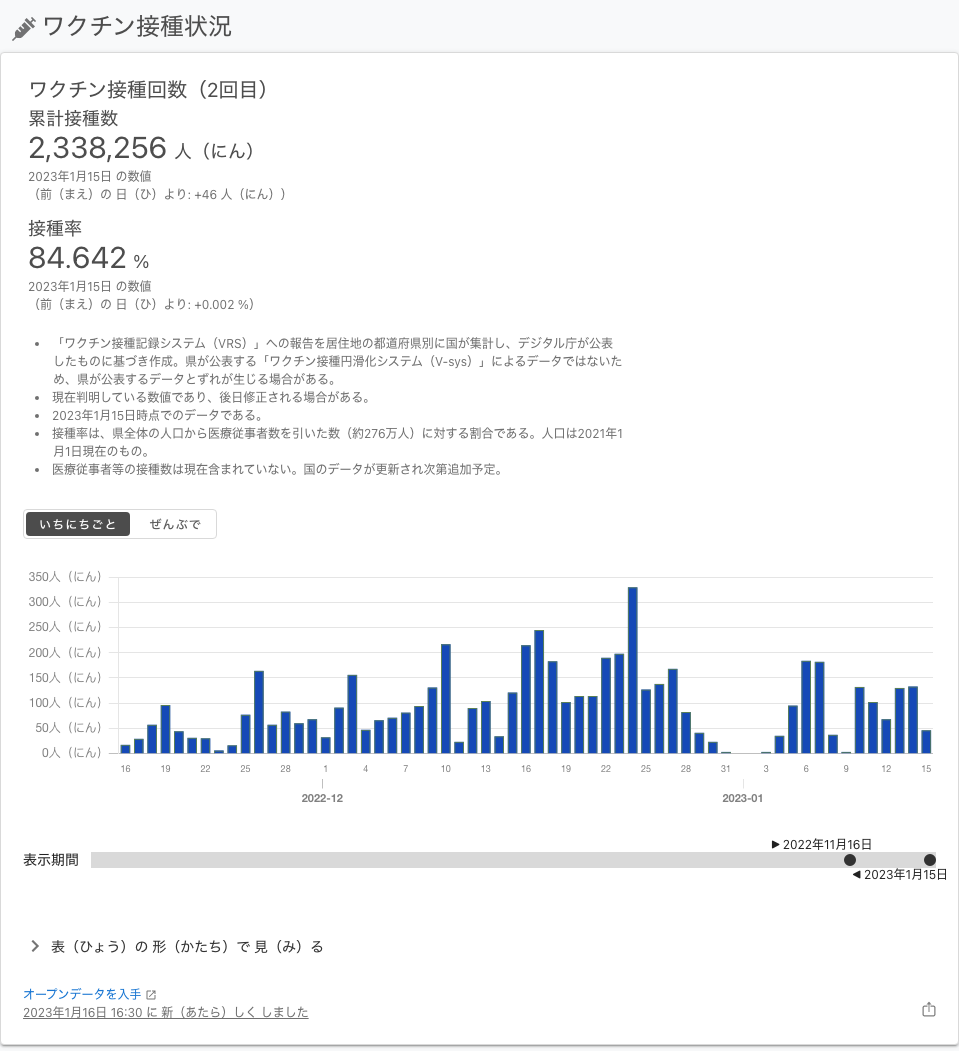 ワクチン接種状況
ワクチン接種回数（2回目）
累計接種数
2,338,256 人（にん）
2023年1月15日 の数値
（前（まえ）の 日（ひ）より: +46 人（にん））
接種率
84.642 %
2023年1月15日 の数値
（前（まえ）の 日（ひ）より: +0.002 %）
• 「ワクチン接種記録システム（VRS）」への報告を居住地の都道府県別に国が集計し、デジタル庁が公表
したものに基づき作成。県が公表する「ワクチン接種円滑化システム（V-sys）」によるデータではないた
め、県が公表するデータとずれが生じる場合がある。
• 現在判明している数値であり、後日修正される場合がある。
• 2023年1月15日時点でのデータである。
• 接種率は、県全体の人口から医療従事者数を引いた数（約276万人）に対する割合である。人口は2021年1
月1日現在のもの。
• 医療従事者等の接種数は現在含まれていない。国のデータが更新され次第追加予定。
いちにちごと ぜんぶで
350人（にん）
300人（にん）
250人（にん）
200人（にん）
150人（にん）
100人（にん）
50人（にん）
0人（にん）
16 19 22 25 28 1 4 7 10 13 16 19 22 25 28 31 3 6 9 12 15
2022-12 2023-01
▶ 2022年11月16日
表示期間
◀ 2023年1月15日
表（ひょう）の 形（かたち）で 見（み）る
オープンデータを入手
2023年1月16日 16:30 に 新（あたら）しく しました